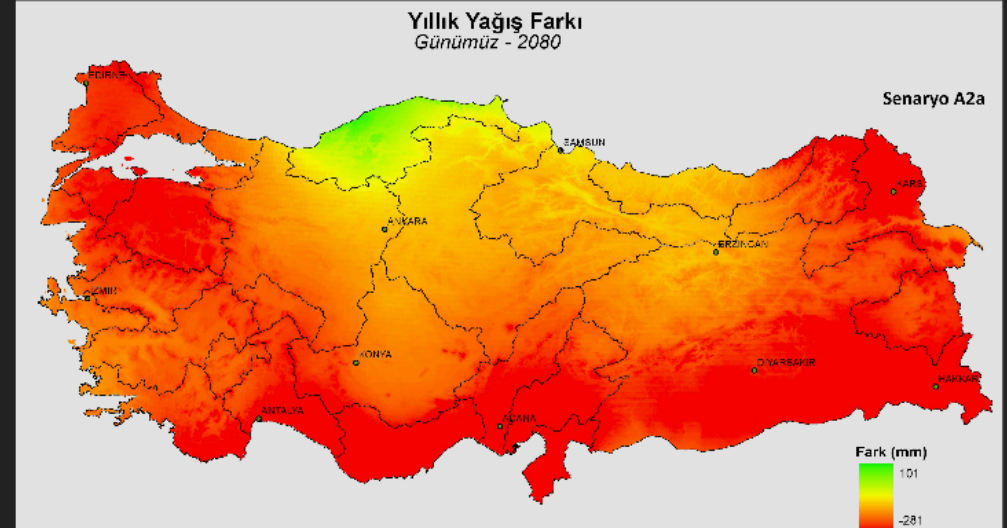 Yıllık Yağış Farkı
Günümüz - 2080
Senaryo A2a
EDİRNE
SAMSUN
KARS
ANKARA
ERZİNCAN
İZMİR
KONYA
DİYARBAKIR
HAKKARİ
ANTALYA
ADANA
Fark (mm)
101
-281